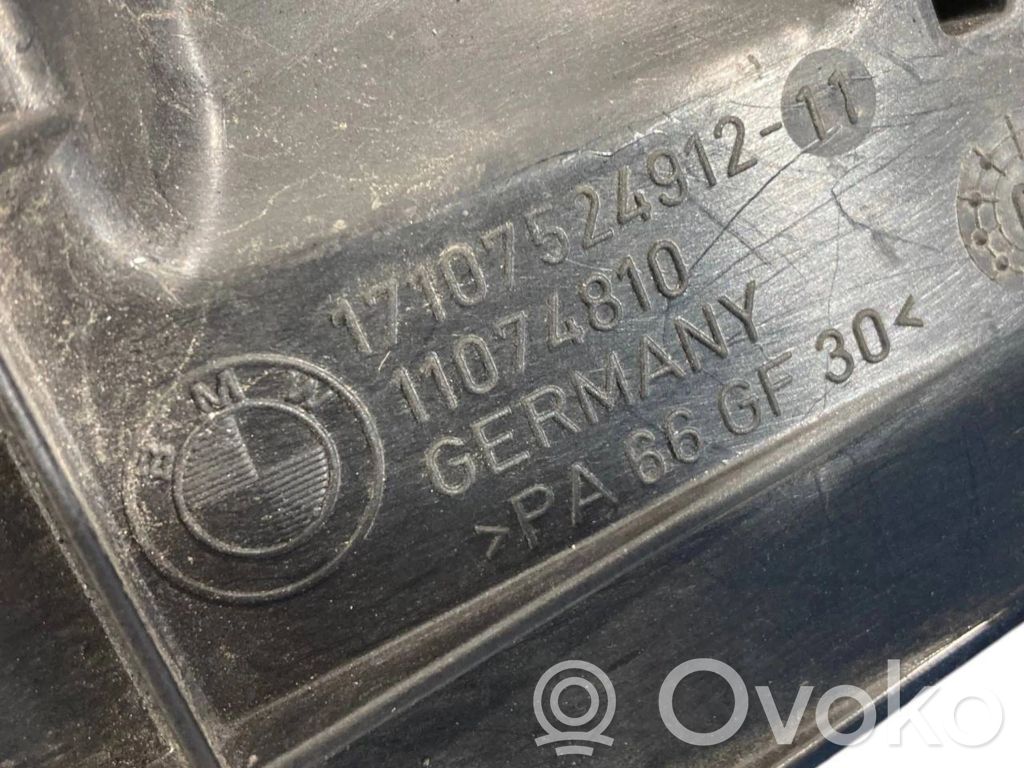 17107524912-11
11074810
GERMANY
>PA 66 GF 30<
BMW
Ovoko